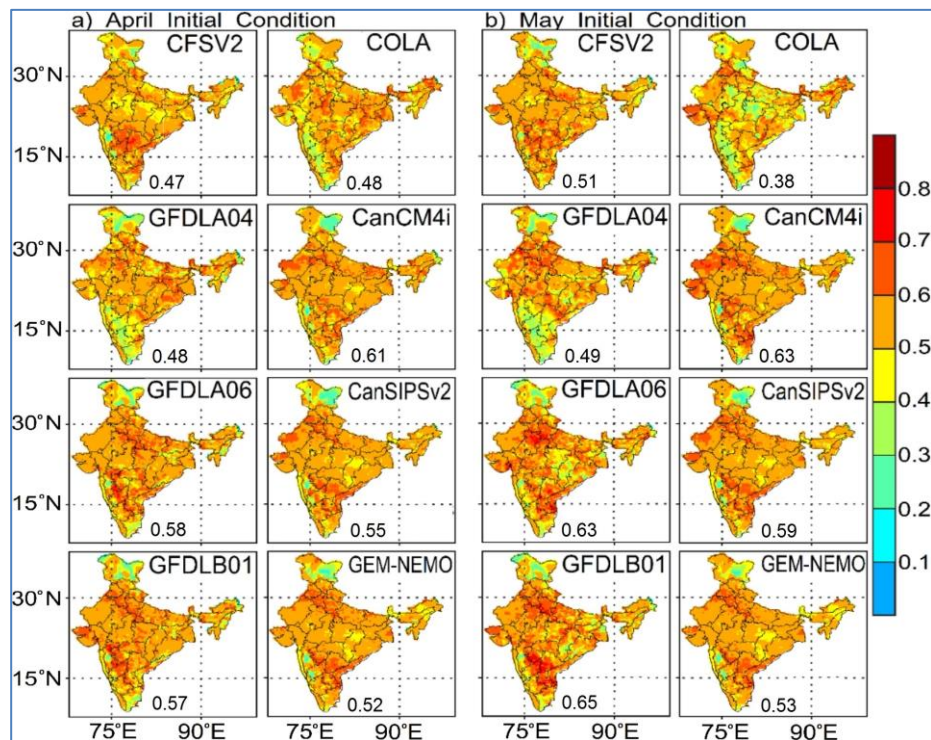 a) April Initial Condition
b) May Initial Condition
CFSV2
COLA
CFSV2
COLA
30°N
15°N
0.47
0.48
0.51
0.38
GFDLA04
CanCM4i
GFDLA04
CanCM4i
30°N
15°N
0.48
0.61
0.49
0.63
GFDLA06
CanSIPSv2
GFDLA06
CanSIPSv2
30°N
15°N
0.58
0.55
0.63
0.59
GFDLB01
GEM-NEMO
GFDLB01
GEM-NEMO
30°N
15°N
0.57
0.52
0.65
0.53
75°E 90°E 75°E 90°E 75°E 90°E 75°E 90°E
0.8
0.7
0.6
0.5
0.4
0.3
0.2
0.1